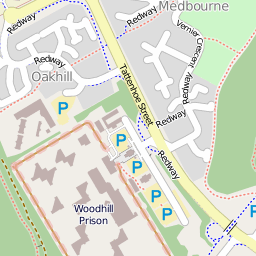 Medbourne
Redway
Redway
Vernier
Crescent
Oakhill
Tattenhoe Street
Redway
P
P
Redway
P
Redway
P
P
P
Woodhill
Prison